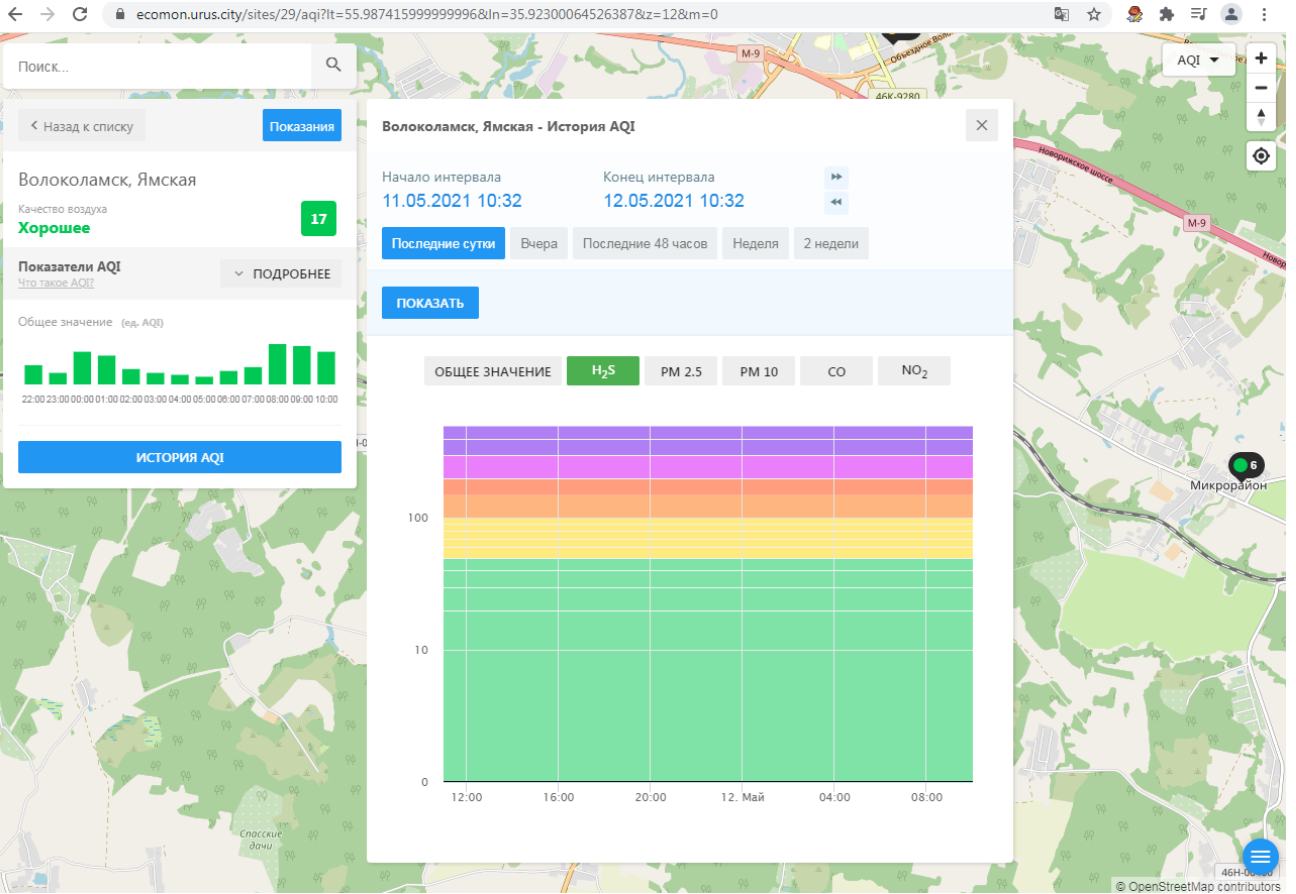 ecomon.urus.city/sites/29/aqi?lt=55.987415999999996&ln=35.92300064526387&z=12&m=0
Поиск...
M-9
Объездное Вол
46К-9280
AQI
Назад к списку
Показания
Волоколамск, Ямская - История AQI
Новорижское шоссе
Волоколамск, Ямская
Качество воздуха
Хорошее
17
Начало интервала
Конец интервала
11.05.2021 10:32
12.05.2021 10:32
M-9
Показатели AQI
Что такое AQI?
ПОДРОБНЕЕ
Последние сутки
Вчера
Последние 48 часов
Неделя
2 недели
ПОКАЗАТЬ
Общее значение (ед. AQI)
22:00 23:00 00:00 01:00 02:00 03:00 04:00 05:00 06:00 07:00 08:00 09:00 10:00
ОБЩЕЕ ЗНАЧЕНИЕ
H2S
PM 2.5
PM 10
CO
NO2
ИСТОРИЯ AQI
6
Микрорайон
100
10
0
12:00
16:00
20:00
12. Май
04:00
08:00
Спасские
дачи
© OpenStreetMap contributors